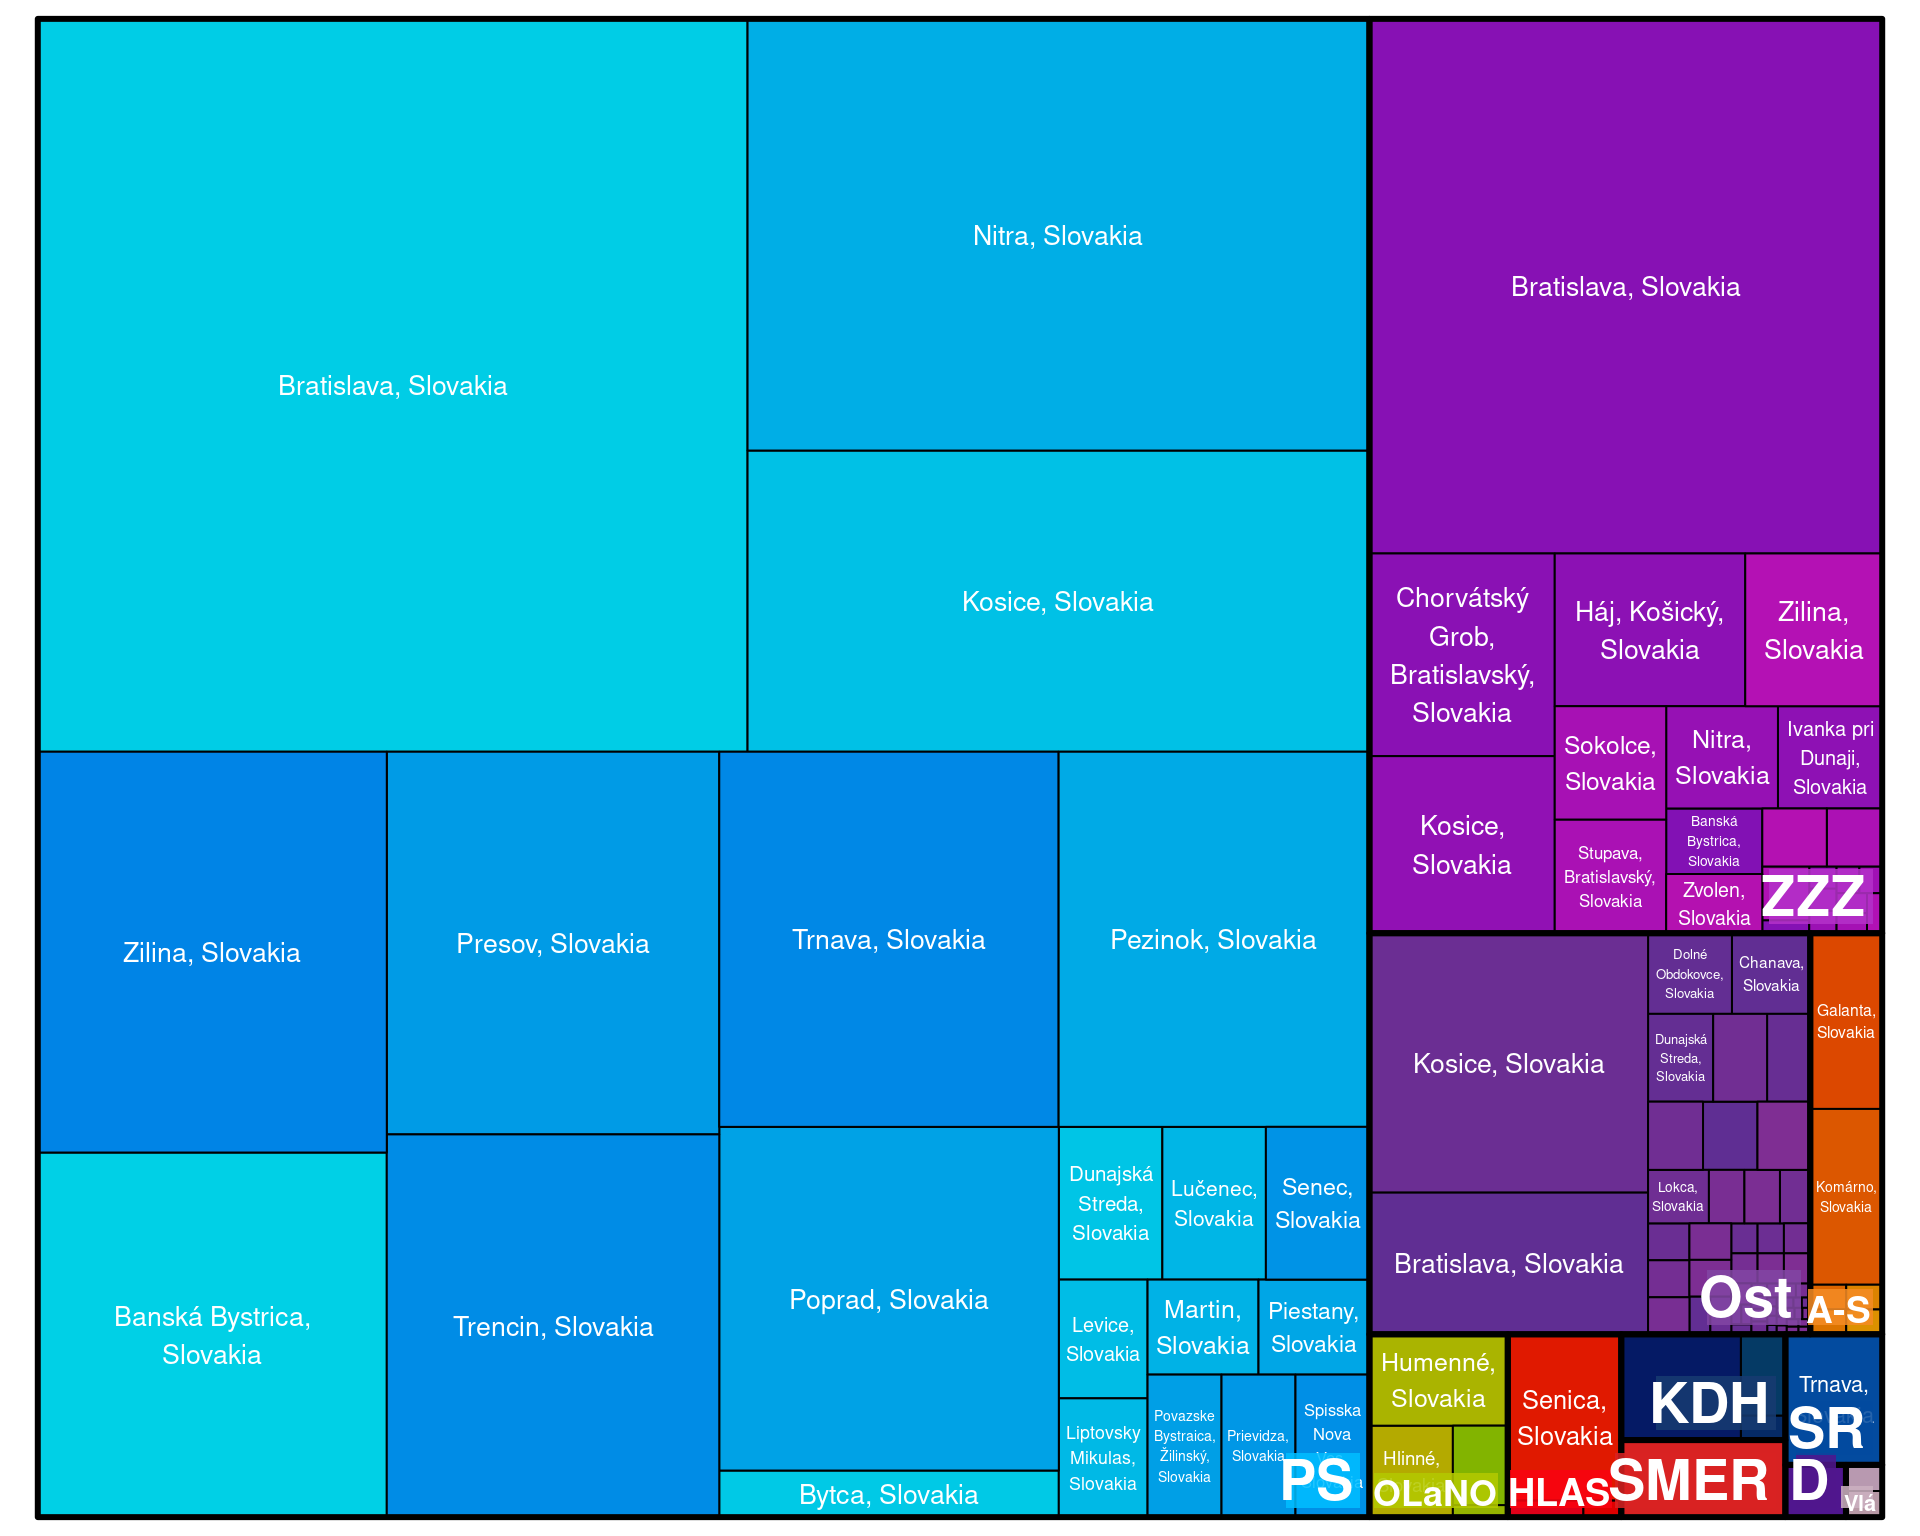 Bratislava, Slovakia
Nitra, Slovakia
Kosice, Slovakia
Zilina, Slovakia
Presov, Slovakia
Trnava, Slovakia
Pezinok, Slovakia
Banská Bystrica,
Slovakia
Trencin, Slovakia
Poprad, Slovakia
Bytca, Slovakia
Dunajská
Streda,
Slovakia
Lučenec,
Slovakia
Senec,
Slovakia
Levice,
Slovakia
Martin,
Slovakia
Piestany,
Slovakia
Liptovsky
Mikulas,
Slovakia
Povazske
Bystraica,
Žilinský,
Slovakia
Prievidza,
Slovakia
Spisska
Nova
PS
Bratislava, Slovakia
Chorvátský
Grob,
Bratislavský,
Slovakia
Háj, Košický,
Slovakia
Zilina,
Slovakia
Kosice,
Slovakia
Sokolce,
Slovakia
Nitra,
Slovakia
Ivanka pri
Dunaji,
Slovakia
Stupava,
Bratislavský,
Slovakia
Banská
Bystrica,
Slovakia
Zvolen,
Slovakia
ZZZ
Kosice, Slovakia
Bratislava, Slovakia
Dolné
Obdokovce,
Slovakia
Chanava,
Slovakia
Dunajská
Streda,
Slovakia
Lokca,
Slovakia
Ost
Galanta,
Slovakia
Komárno,
Slovakia
A-S
Humenné,
Slovakia
Hlinné,
OLaNO
Senica,
Slovakia
HLAS
KDH
SMER
Trnava,
SR
D
Vlá